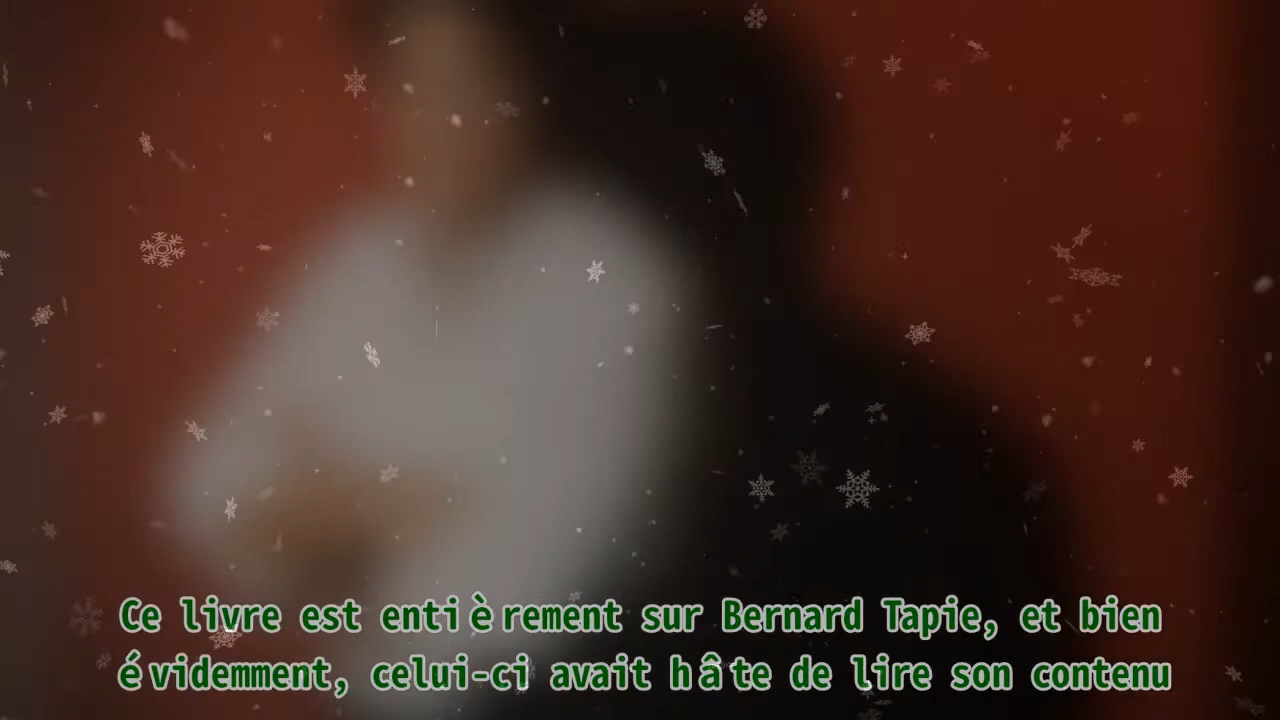 Ce livre est entièrement sur Bernard Tapie, et bien
évidemment, celui-ci avait hâte de lire son contenu